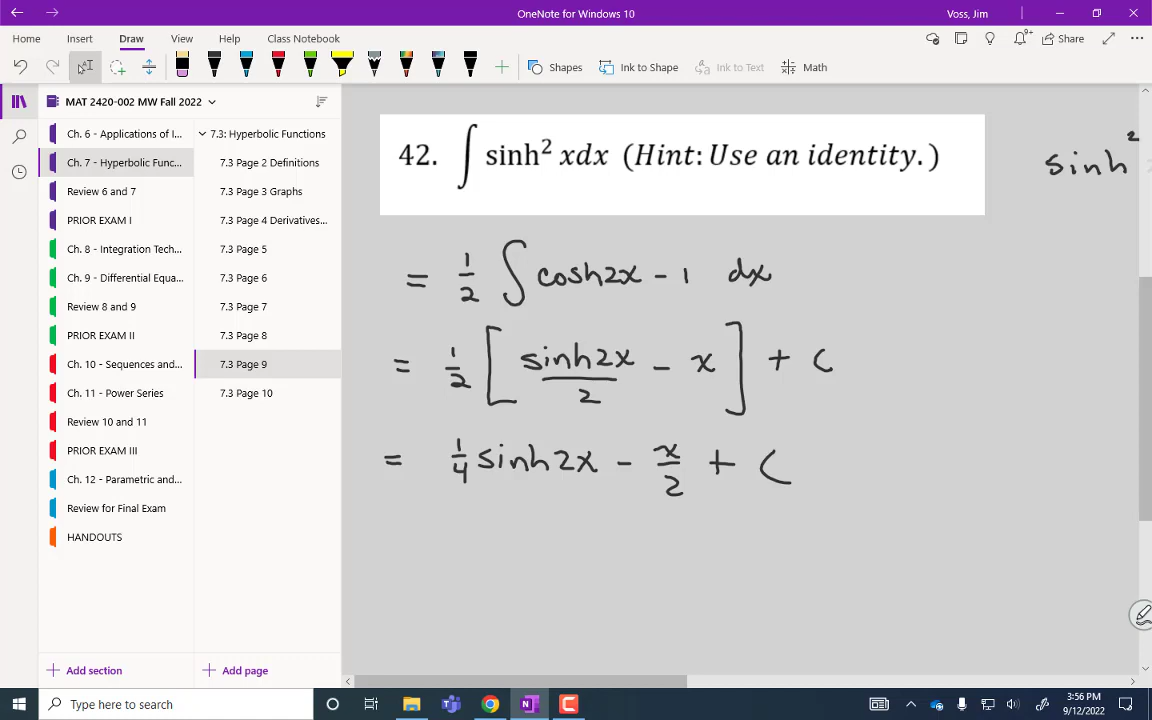 OneNote for Windows 10
Voss, Jim
Home Insert Draw View Help Class Notebook
Share
Shapes Ink to Shape Ink to Text Math
MAT 2420-002 MW Fall 2022
Ch. 6 - Applications of I...
Ch. 7 - Hyperbolic Func...
Review 6 and 7
PRIOR EXAM I
Ch. 8 - Integration Tech...
Ch. 9 - Differential Equa...
Review 8 and 9
PRIOR EXAM II
Ch. 10 - Sequences and...
Ch. 11 - Power Series
Review 10 and 11
PRIOR EXAM III
Ch. 12 - Parametric and...
Review for Final Exam
HANDOUTS
Add section
7.3: Hyperbolic Functions
7.3 Page 2 Definitions
7.3 Page 3 Graphs
7.3 Page 4 Derivatives...
7.3 Page 5
7.3 Page 6
7.3 Page 7
7.3 Page 8
7.3 Page 9
7.3 Page 10
Add page
42. ∫ sinh² xdx (Hint: Use an identity.)
sinh²
= 1/2 ∫ cosh2x - 1 dx
= 1/2 [ sinh2x/2 - x ] + C
= 1/4 sinh2x - x/2 + C
Type here to search
3:56 PM
9/12/2022